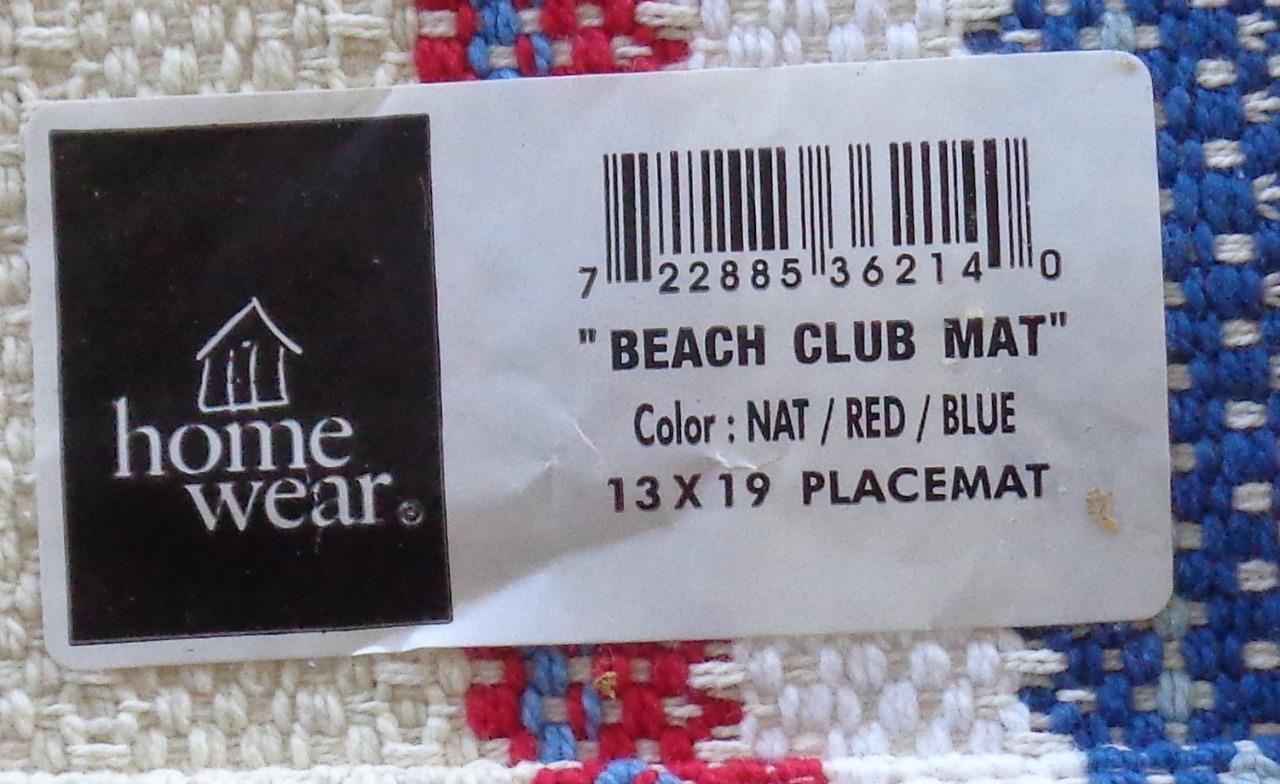 home
wear®
7 22885 36214 0
"BEACH CLUB MAT"
Color : NAT / RED / BLUE
13 X 19 PLACEMAT